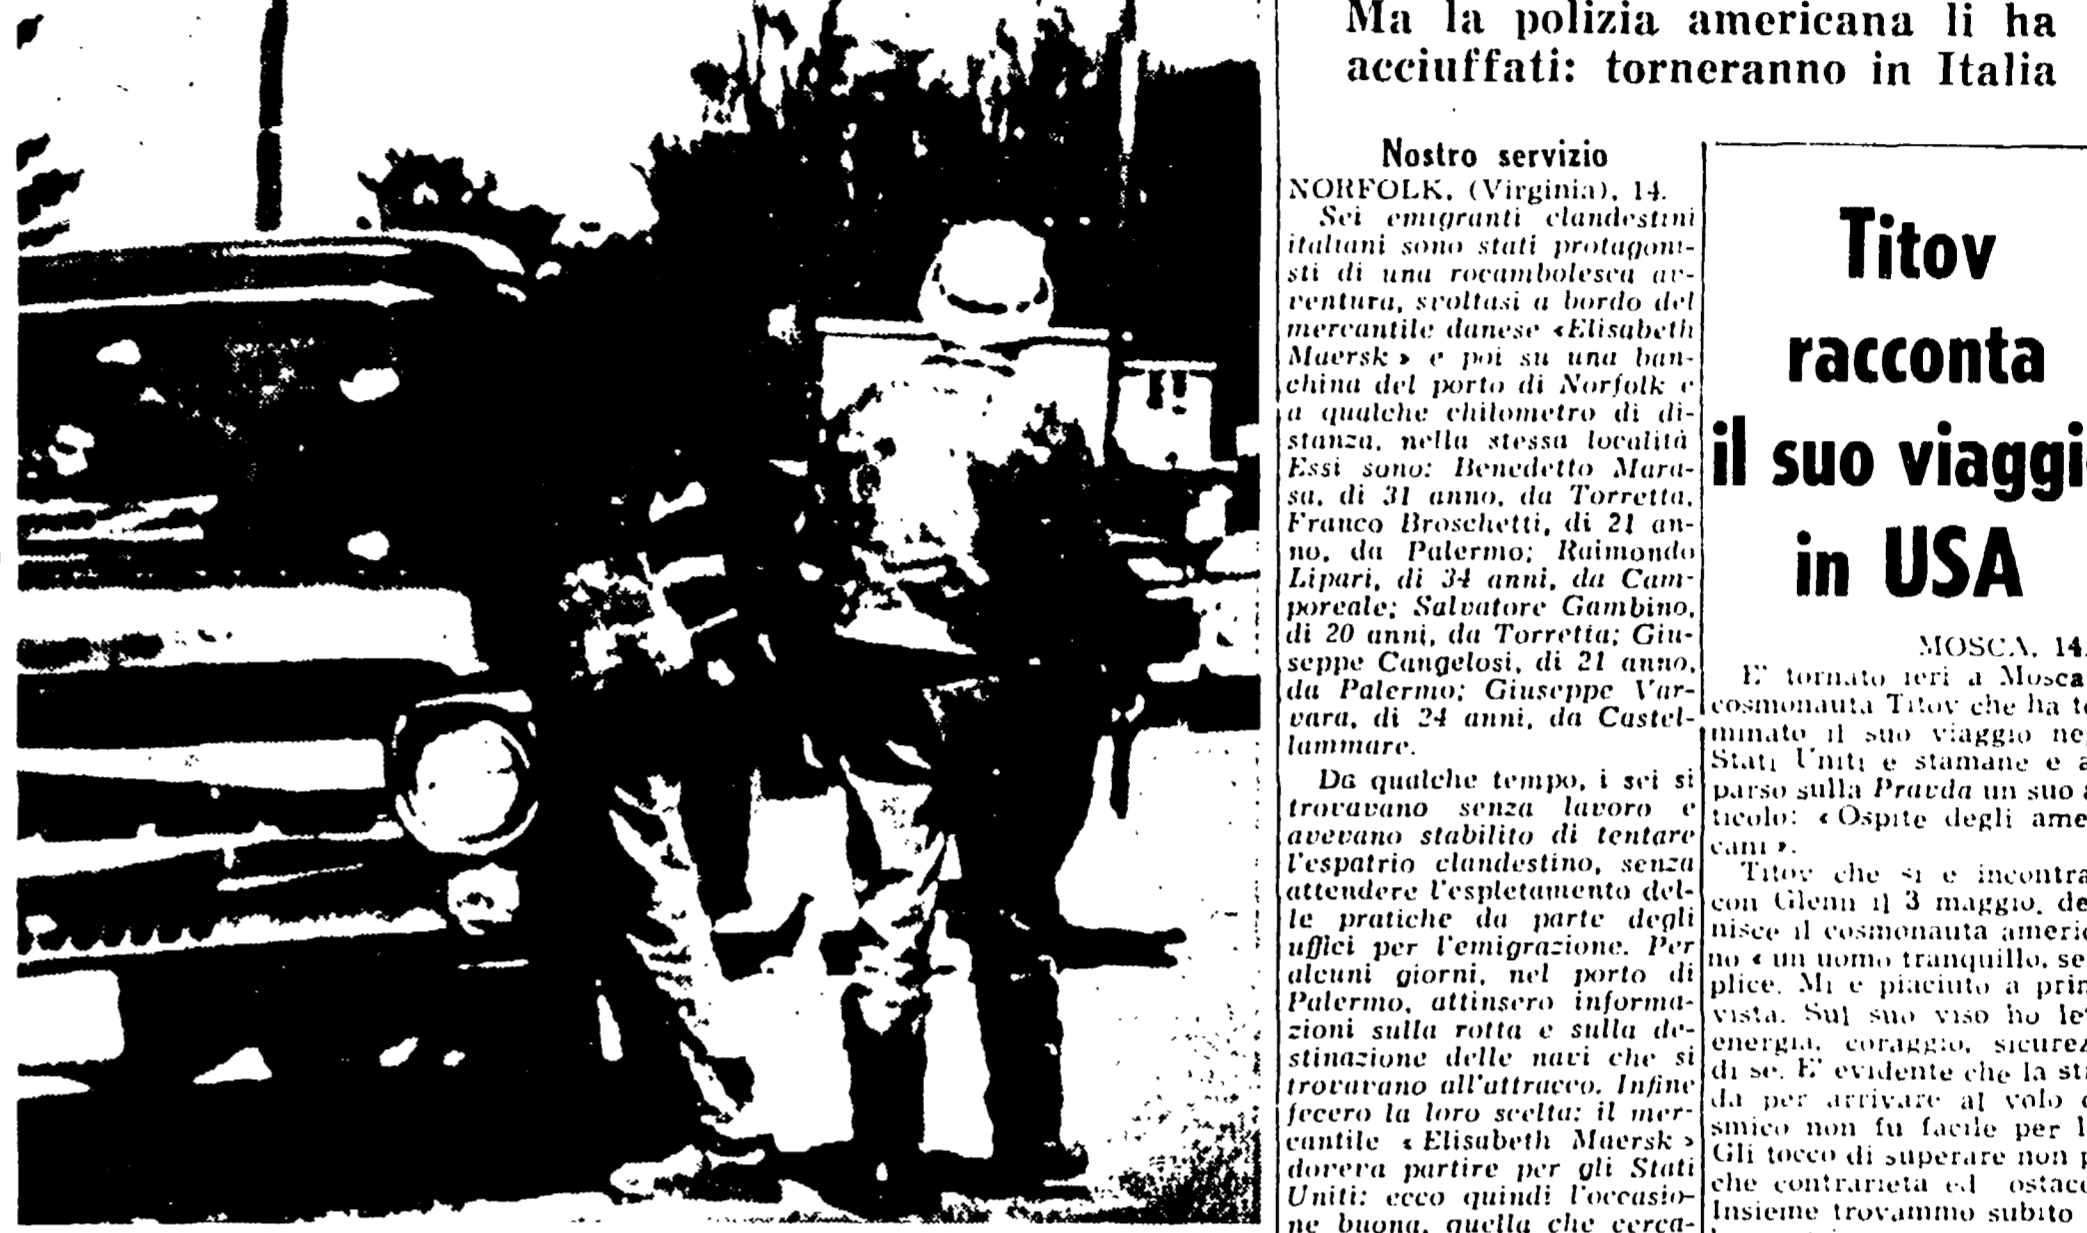 Ma la polizia americana li ha
acciuffati: torneranno in Italia
Nostro servizio
NORFOLK, (Virginia), 14.
Sei emigranti clandestini
italiani sono stati protagoni-
sti di una rocambolesca av-
ventura, svoltasi a bordo del
mercantile danese «Elisabeth
Maersk» e poi su una ban-
china del porto di Norfolk e
a qualche chilometro di di-
stanza, nella stessa località
Essi sono: Benedetto Mara-
sa, di 31 anno, da Torretta,
Franco Broschetti, di 21 an-
no, da Palermo; Raimondo
Lipari, di 34 anni, da Cam-
poreale; Salvatore Gambino,
di 20 anni, da Torretta; Giu-
seppe Cangelosi, di 21 anno,
da Palermo; Giuseppe Var-
vara, di 24 anni, da Castel-
lammare.
Da qualche tempo, i sei si
trovavano senza lavoro e
avevano stabilito di tentare
l'espatrio clandestino, senza
attendere l'espletamento del-
le pratiche da parte degli
uffici per l'emigrazione. Per
alcuni giorni, nel porto di
Palermo, attinsero informa-
zioni sulla rotta e sulla de-
stinazione delle navi che si
trovavano all'attracco. Infine
fecero la loro scelta: il mer-
cantile «Elisabeth Maersk»
doveva partire per gli Stati
Uniti: ecco quindi l'occasio-
ne buona, quella che cerca-
Titov
racconta
il suo viaggi
in USA
MOSCA, 14.
E' tornato ieri a Mosca
cosmonauta Titov che ha te
minato il suo viaggio ne
Stati Uniti e stamane e a
parso sulla Pravda un suo a
ticolo: «Ospite degli ame
cani».
Titov che si e incontra
con Glenn il 3 maggio, de
nisce il cosmonauta americ
no «un uomo tranquillo, se
plice. Mi e piaciuto a prin
vista. Sul suo viso ho le
energia, coraggio, sicurez
di se. E' evidente che la str
da per arrivare al volo c
smico non fu facile per l
Gli tocco di superare non p
che contrarieta ed ostaco
Insieme trovammo subito